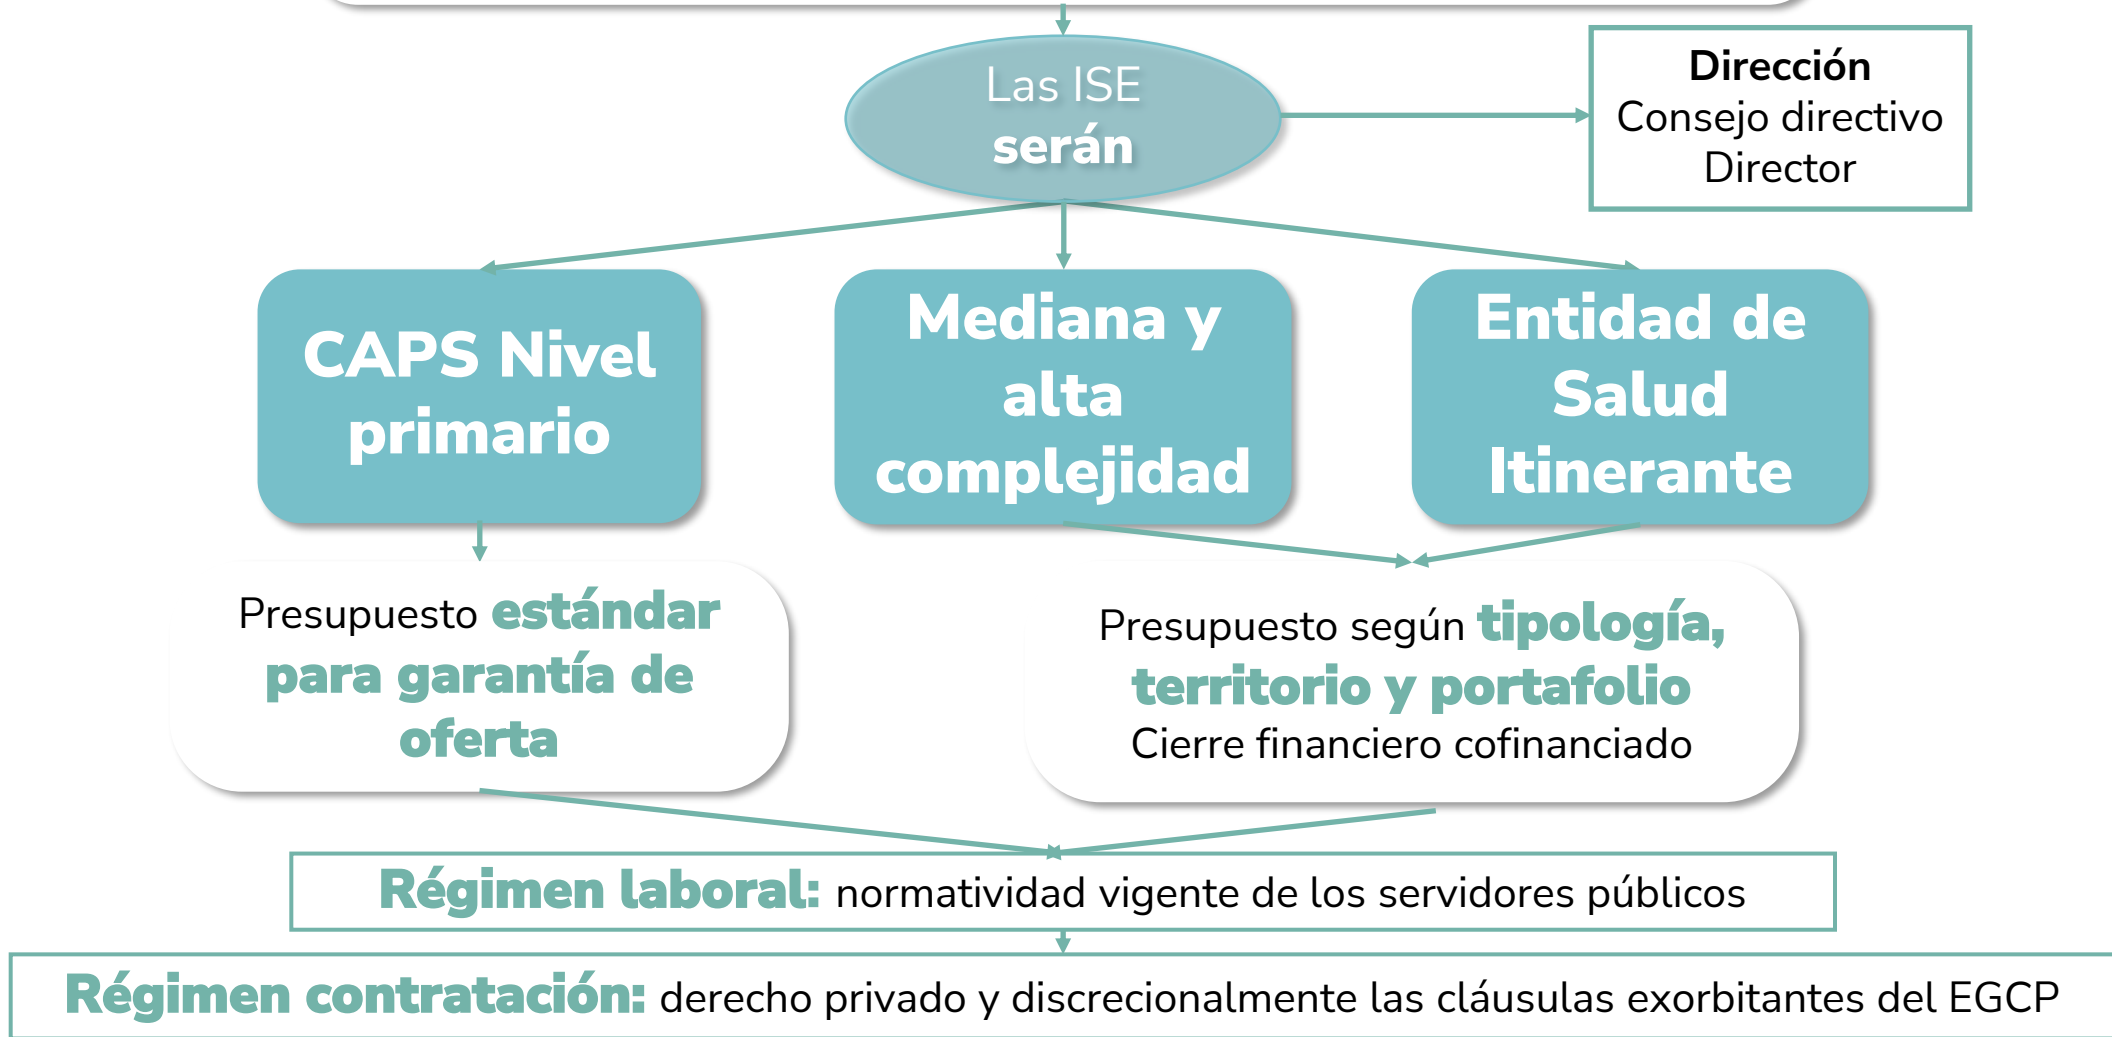 Las ISE
serán
Dirección
Consejo directivo
Director
CAPS Nivel
primario
Mediana y
alta
complejidad
Entidad de
Salud
Itinerante
Presupuesto estándar
para garantía de
oferta
Presupuesto según tipología,
territorio y portafolio
Cierre financiero cofinanciado
Régimen laboral: normatividad vigente de los servidores públicos
Régimen contratación: derecho privado y discrecionalmente las cláusulas exorbitantes del EGCP